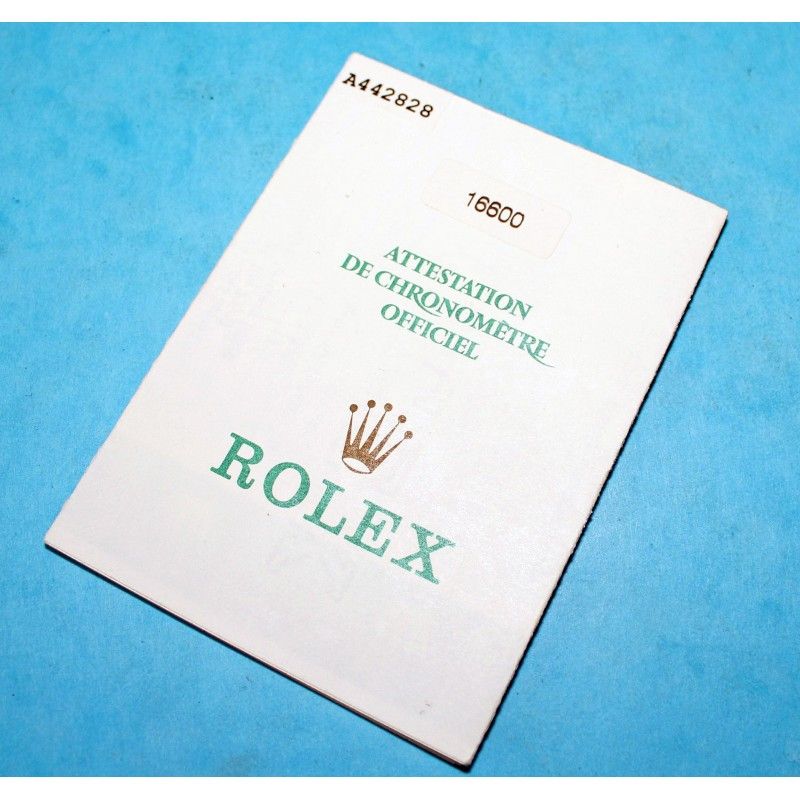 A442828
16600
ATTESTATION
DE CHRONOMÈTRE
OFFICIEL
ROLEX